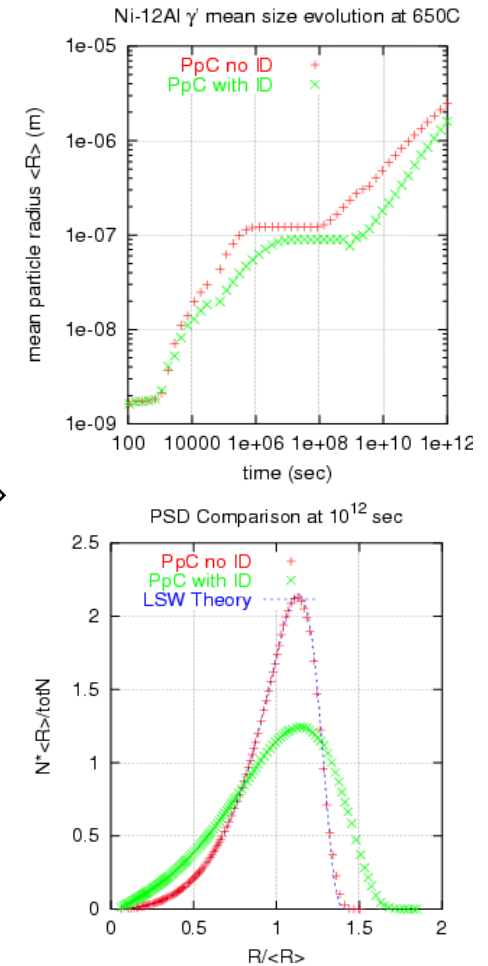 Ni-12Al γ' mean size evolution at 650C
1e-05
1e-06
1e-07
1e-08
1e-09
mean particle radius <R> (m)
PpC no ID
PpC with ID
100 10000 1e+06 1e+08 1e+10 1e+12
time (sec)
PSD Comparison at 10¹² sec
2.5
2
1.5
1
0.5
0
N*<R>/totN
PpC no ID
PpC with ID
LSW Theory
0 0.5 1 1.5 2
R/<R>